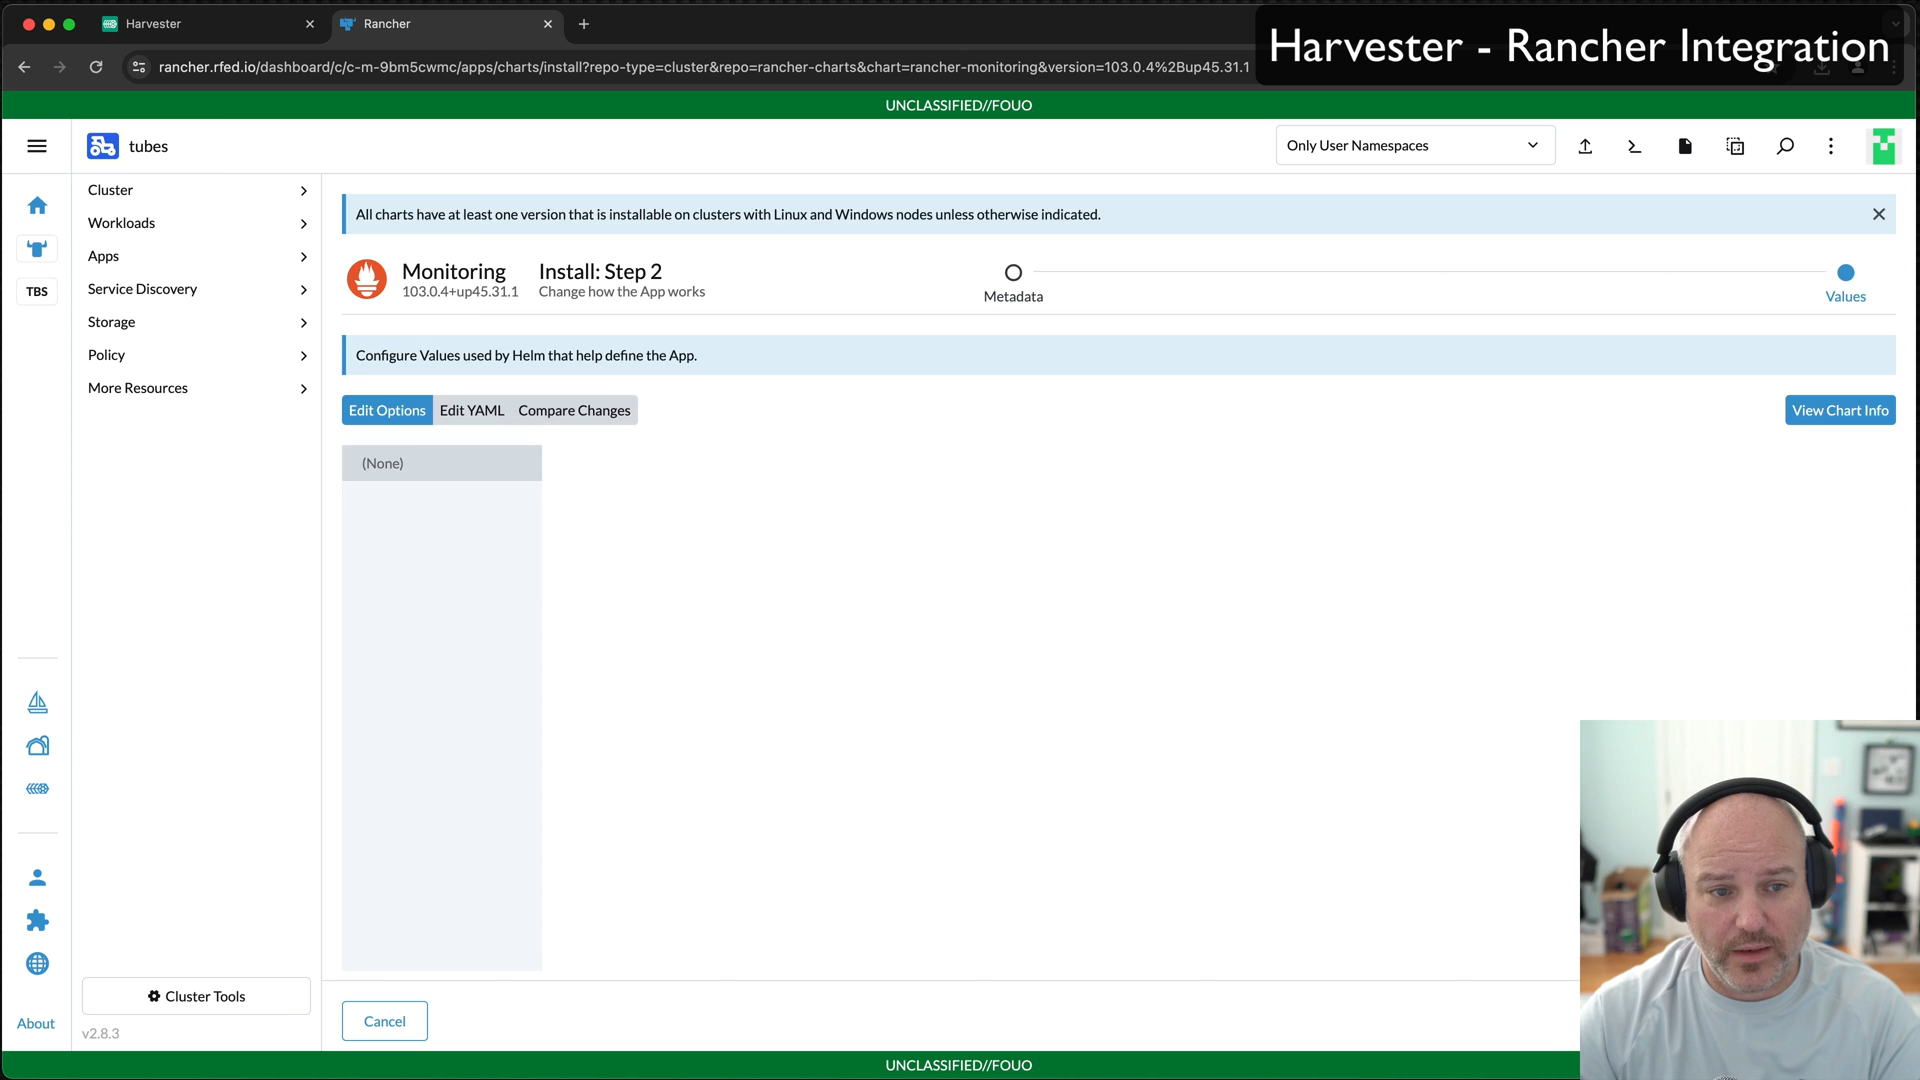 Harvester
Rancher
Harvester - Rancher Integration
rancher.rfed.io/dashboard/c/c-m-9bm5cwmc/apps/charts/install?repo-type=cluster&repo=rancher-charts&chart=rancher-monitoring&version=103.0.4%2Bup45.31.1
UNCLASSIFIED//FOUO
tubes
Only User Namespaces
TBS
Cluster
Workloads
Apps
Service Discovery
Storage
Policy
More Resources
All charts have at least one version that is installable on clusters with Linux and Windows nodes unless otherwise indicated.
Monitoring
103.0.4+up45.31.1
Install: Step 2
Change how the App works
Metadata
Values
Configure Values used by Helm that help define the App.
Edit Options
Edit YAML
Compare Changes
View Chart Info
(None)
Cluster Tools
Cancel
About
v2.8.3
UNCLASSIFIED//FOUO